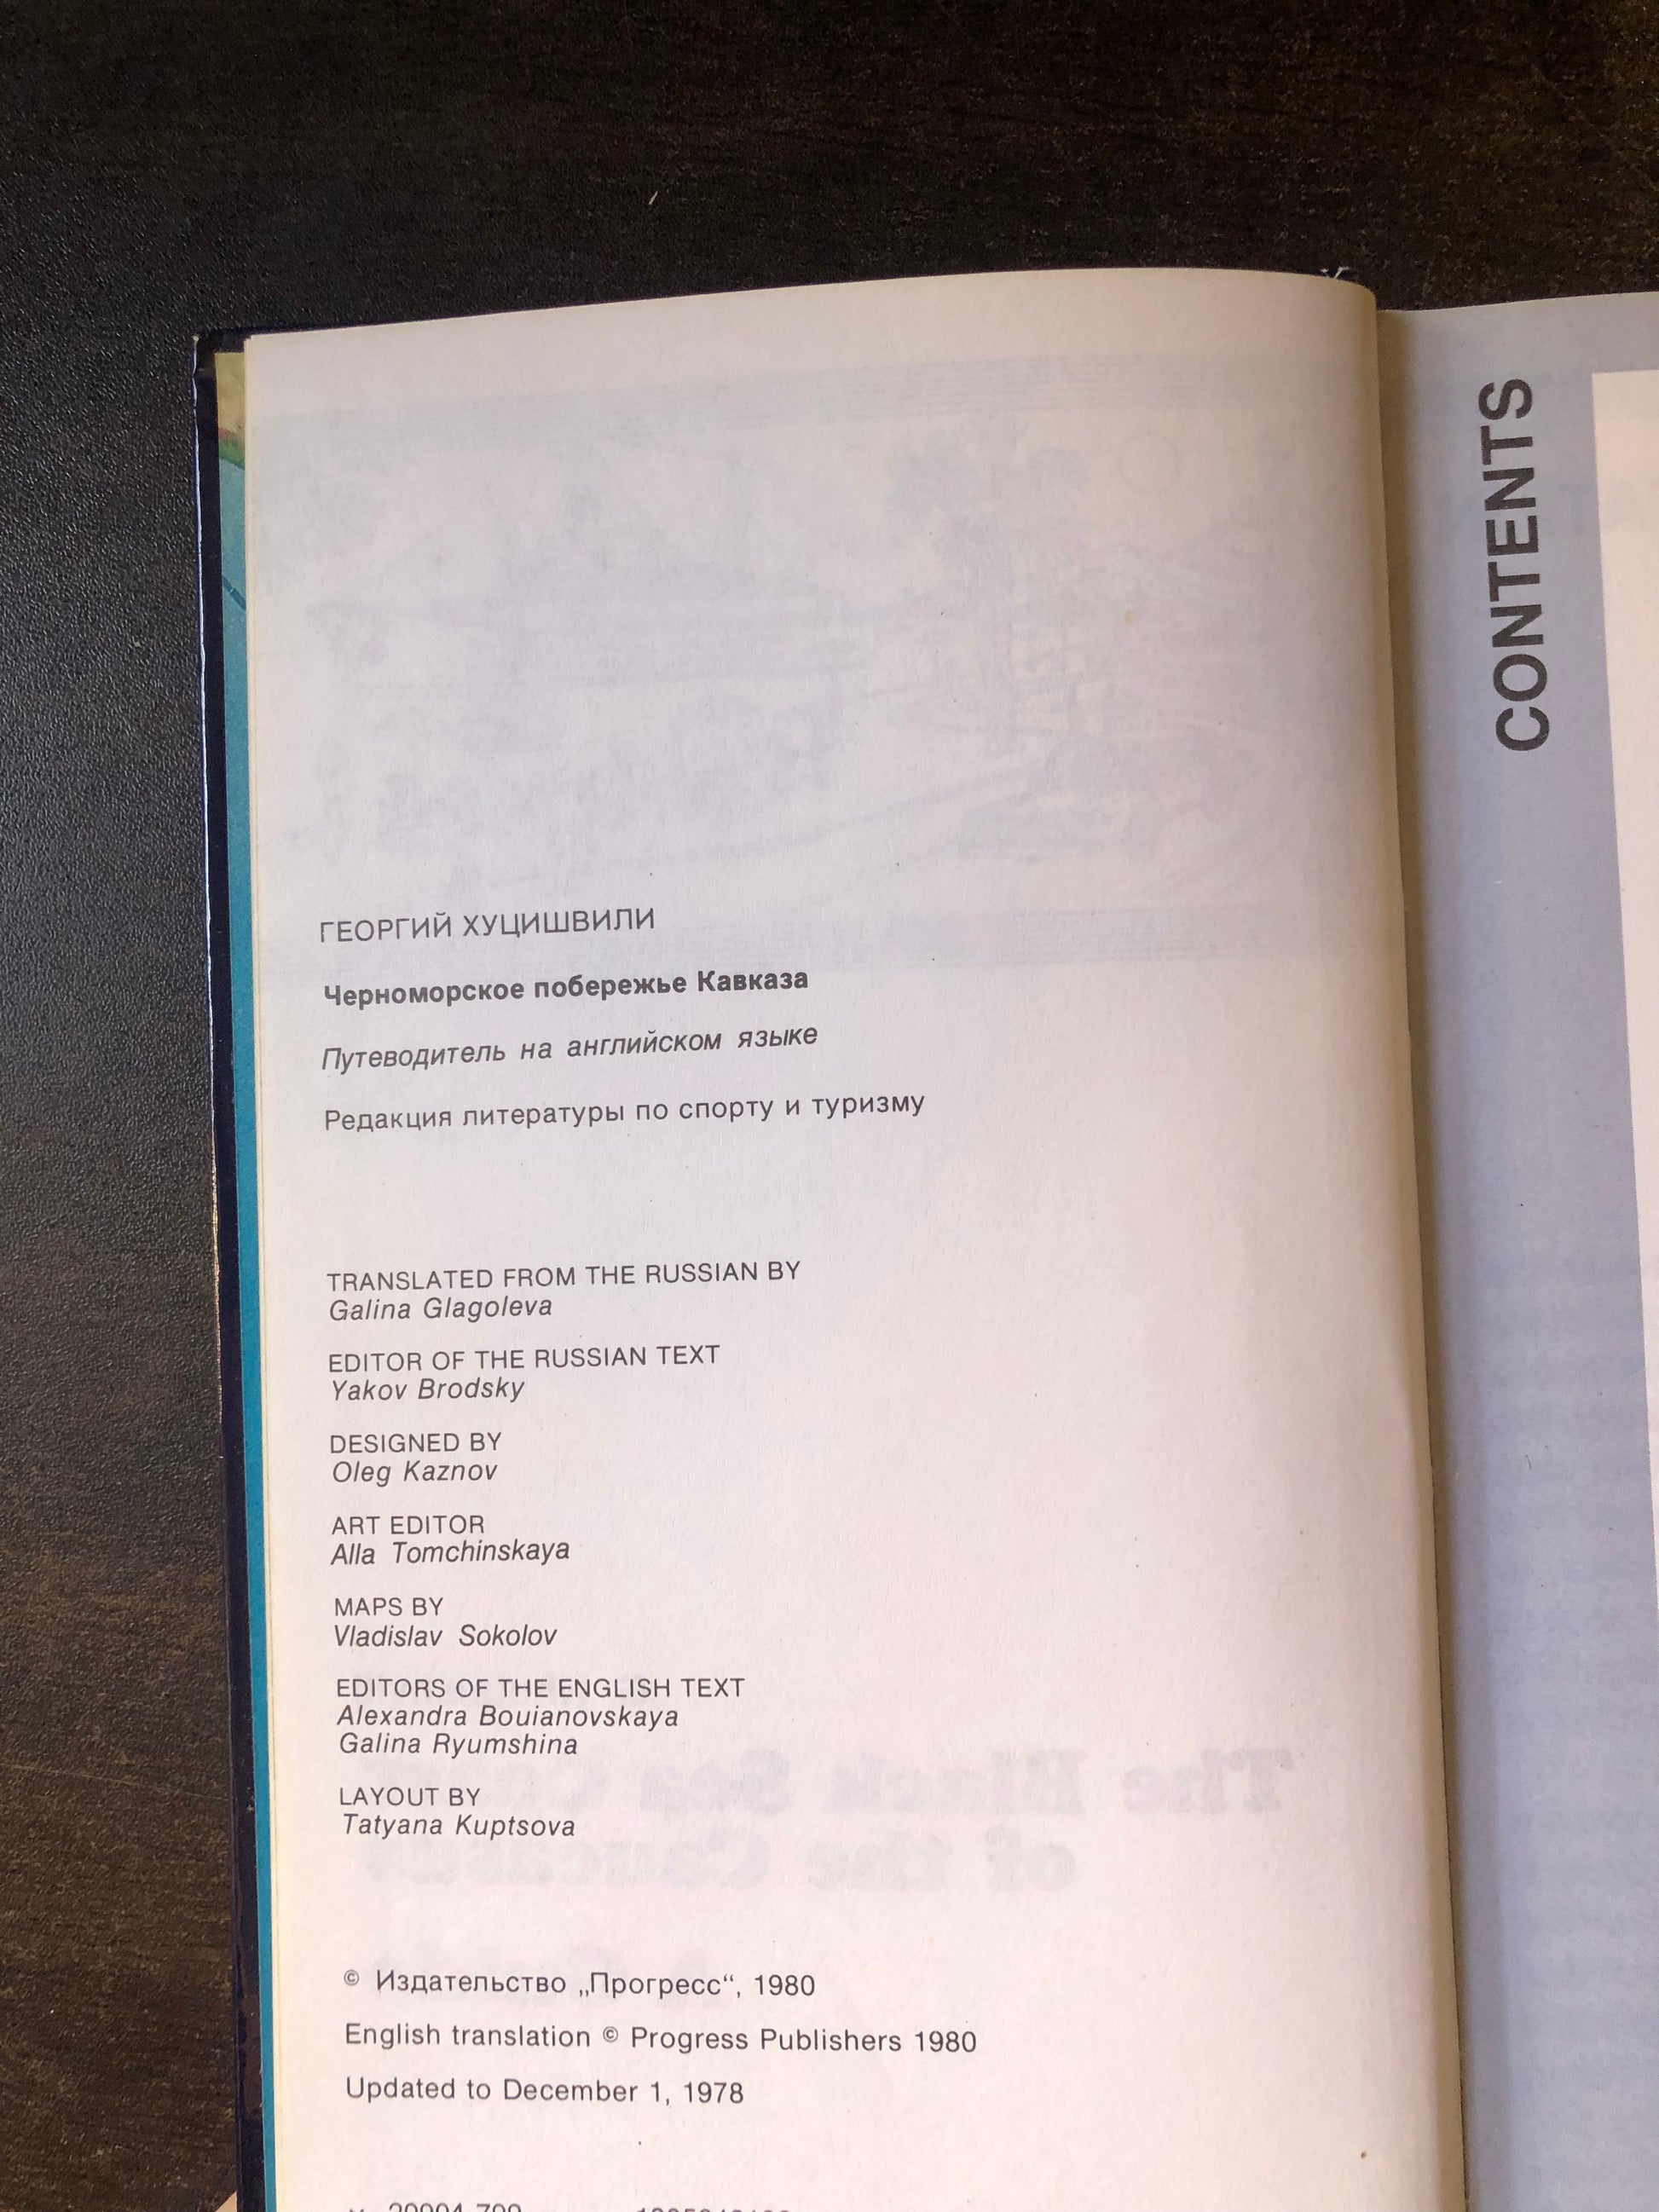 ГЕОРГИЙ ХУЦИШВИЛИ
Черноморское побережье Кавказа
Путеводитель на английском языке
Редакция литературы по спорту и туризму
TRANSLATED FROM THE RUSSIAN BY
Galina Glagoleva
EDITOR OF THE RUSSIAN TEXT
Yakov Brodsky
DESIGNED BY
Oleg Kaznov
ART EDITOR
Alla Tomchinskaya
MAPS BY
Vladislav Sokolov
EDITORS OF THE ENGLISH TEXT
Alexandra Bouianovskaya
Galina Ryumshina
LAYOUT BY
Tatyana Kuptsova
© Издательство „Прогресс“, 1980
English translation © Progress Publishers 1980
Updated to December 1, 1978
CONTENTS